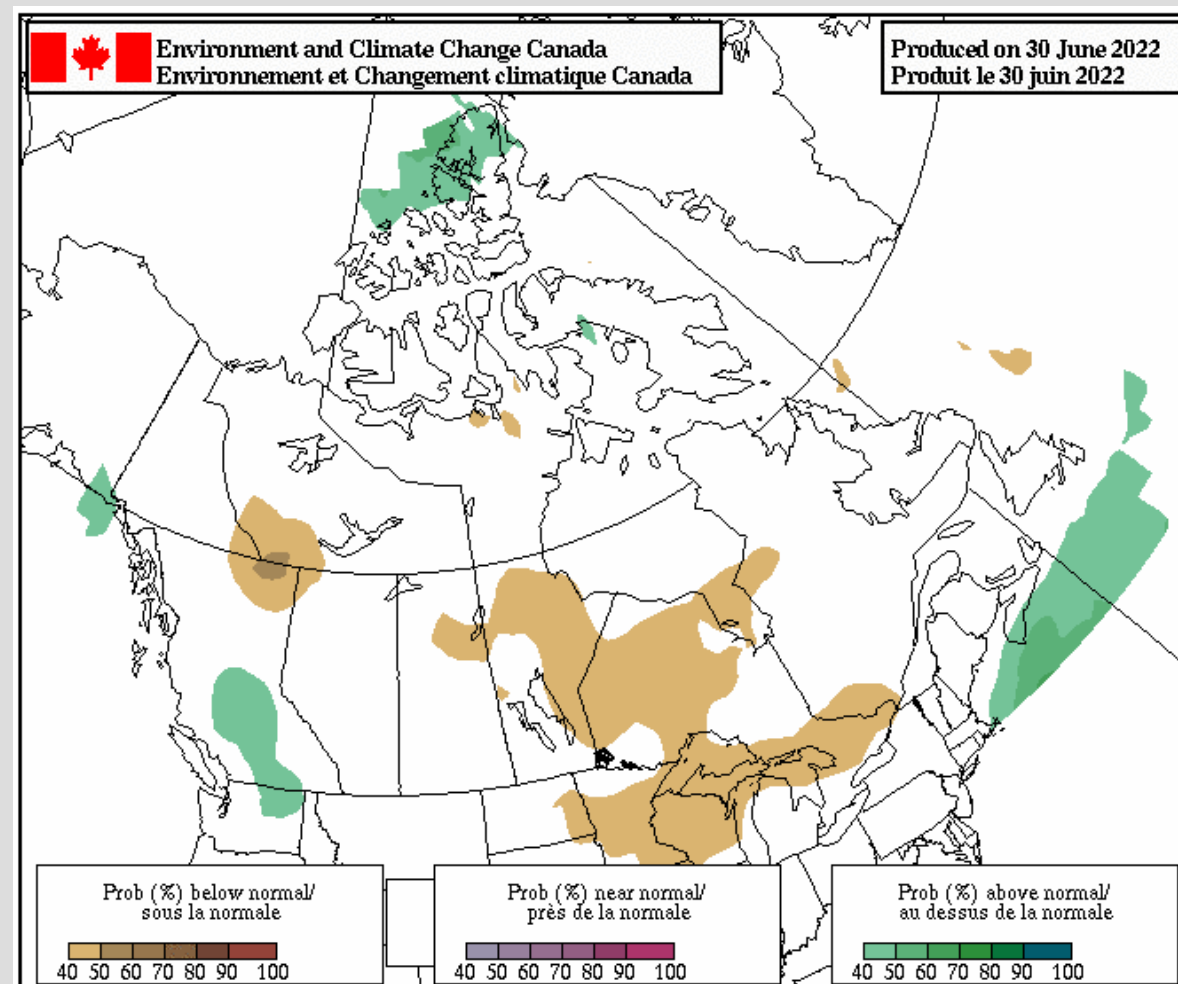 Environment and Climate Change Canada
Environnement et Changement climatique Canada
Produced on 30 June 2022
Produit le 30 juin 2022
Prob (%) below normal/
sous la normale
40 50 60 70 80 90 100
Prob (%) near normal/
près de la normale
40 50 60 70 80 90 100
Prob (%) above normal/
au dessus de la normale
40 50 60 70 80 90 100